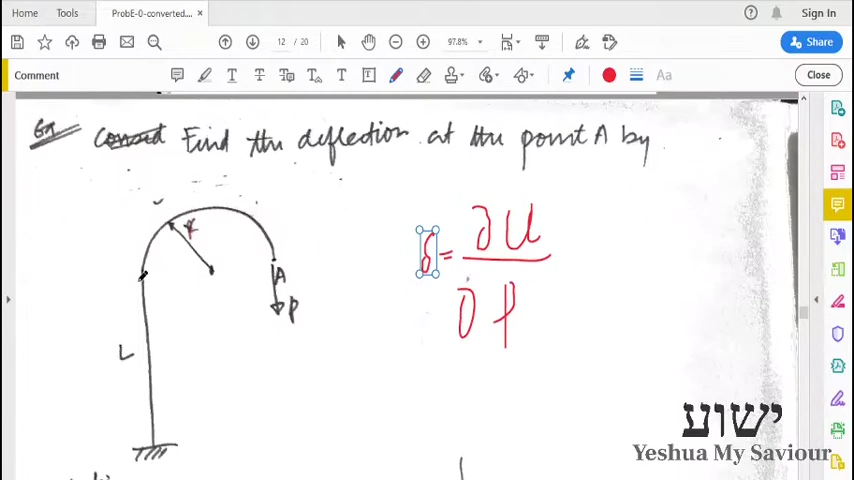 Home Tools ProbE-0-converted.... × Sign In
12 / 20 97.8% Share
Comment Aa Close
Ex Find the deflection at the point A by
R
δ = ∂U
∂P
A
P
L
ישוע
Yeshua My Saviour